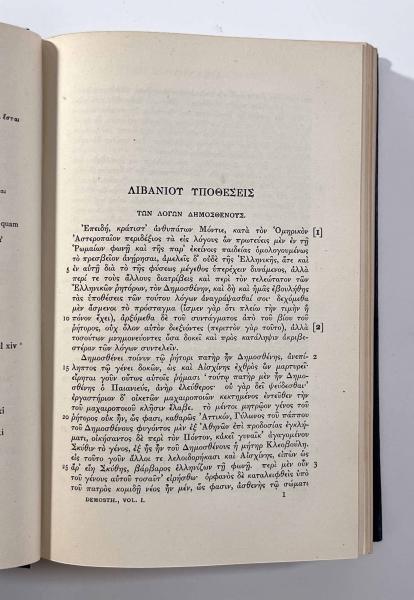 ἔσται
quam
?
l xiv
ki
i
ΛΙΒΑΝΙΟΥ ΥΠΟΘΕΣΕΙΣ
ΤΩΝ ΛΟΓΩΝ ΔΗΜΟΣΘΕΝΟΥΣ.
Ἐπειδή, κράτιστ᾽ ἀνθυπάτων Μόντιε, κατὰ τὸν Ὁμηρικὸν [1]
Ἀστεροπαῖον περιδέξιος τὰ εἰς λόγους ὢν πρωτεύεις μὲν ἐν τῇ
Ῥωμαίων φωνῇ καὶ τῆς παρ᾽ ἐκείνοις παιδείας ὁμολογουμένως
τὸ πρεσβεῖον ἀνῄρησαι, ἀμελεῖς δ᾽ οὐδὲ τῆς Ἑλληνικῆς, ἅτε καὶ
5 ἐν αὐτῇ διὰ τὸ τῆς φύσεως μέγεθος ὑπερέχειν δυνάμενος, ἀλλὰ
περί τε τοὺς ἄλλους διατρίβεις καὶ περὶ τὸν τελεώτατον τῶν
Ἑλληνικῶν ῥητόρων, τὸν Δημοσθένην, καὶ δὴ καὶ ἡμᾶς ἐβουλήθης
τὰς ὑποθέσεις τῶν τούτου λόγων ἀναγράψασθαί σοι· δεχόμεθα
μὲν ἄσμενοι τὸ πρόσταγμα (ἴσμεν γὰρ ὅτι πλείω τὴν τιμὴν ἢ
10 πόνον ἔχει), ἀρξόμεθα δὲ τοῦ συντάγματος ἀπὸ τοῦ βίου τοῦ
ῥήτορος, οὐχ ὅλον αὐτὸν διεξιόντες (περιττὸν γὰρ τοῦτο), ἀλλὰ [2]
τοσούτων μνημονεύοντες ὅσα δοκεῖ καὶ πρὸς κατάληψιν ἀκριβε-
στέραν τῶν λόγων συντελεῖν.
Δημοσθένει τοίνυν τῷ ῥήτορι πατὴρ ἦν Δημοσθένης, ἀνεπί- 2
ληπτος τῷ γένει δοκῶν, ὡς καὶ Αἰσχίνης ἐχθρὸς ὢν μαρτυρεῖ·
εἴρηται γοῦν οὕτως αὐτοῖς ῥήμασι· τούτῳ πατὴρ μὲν ἦν Δημο-
σθένης ὁ Παιανιεύς, ἀνὴρ ἐλεύθερος· οὐ γὰρ δεῖ ψεύδεσθαι·
ἐργαστήριον δ᾽ οἰκετῶν μαχαιροποιῶν κεκτημένος ἐντεῦθεν τὴν
τοῦ μαχαιροποιοῦ κλῆσιν ἔλαβε. τὸ μέντοι μητρῷον γένος τοῦ
20 ῥήτορος οὐκ ἦν, ὥς φασι, καθαρῶς Ἀττικόν, Γύλωνος τοῦ πάππου
τοῦ Δημοσθένους φυγόντος μὲν ἐξ Ἀθηνῶν ἐπὶ προδοσίας ἐγκλή-
ματι, οἰκήσαντος δὲ περὶ τὸν Πόντον, κἀκεῖ γυναῖκ᾽ ἀγαγομένου
Σκύθιν τὸ γένος, ἐξ ἧς ἦν τοῦ Δημοσθένους ἡ μήτηρ Κλεοβούλη.
εἰς τοῦτο γοῦν ἄλλοι τε λελοιδορήκασι καὶ Αἰσχίνης, εἰπὼν ὡς
25 ἄρ᾽ εἴη Σκύθης, βάρβαρος ἑλληνίζων τῇ φωνῇ. περὶ μὲν οὖν 3
τοῦ γένους αὐτοῦ τοσαῦτ᾽ εἰρήσθω· ὀρφανὸς δὲ καταλειφθεὶς ὑπὸ
τοῦ πατρὸς κομιδῇ νέος ἦν μέν, ὥς φασιν, ἀσθενὴς τῷ σώματι
DEMOSTH., VOL. I. 1